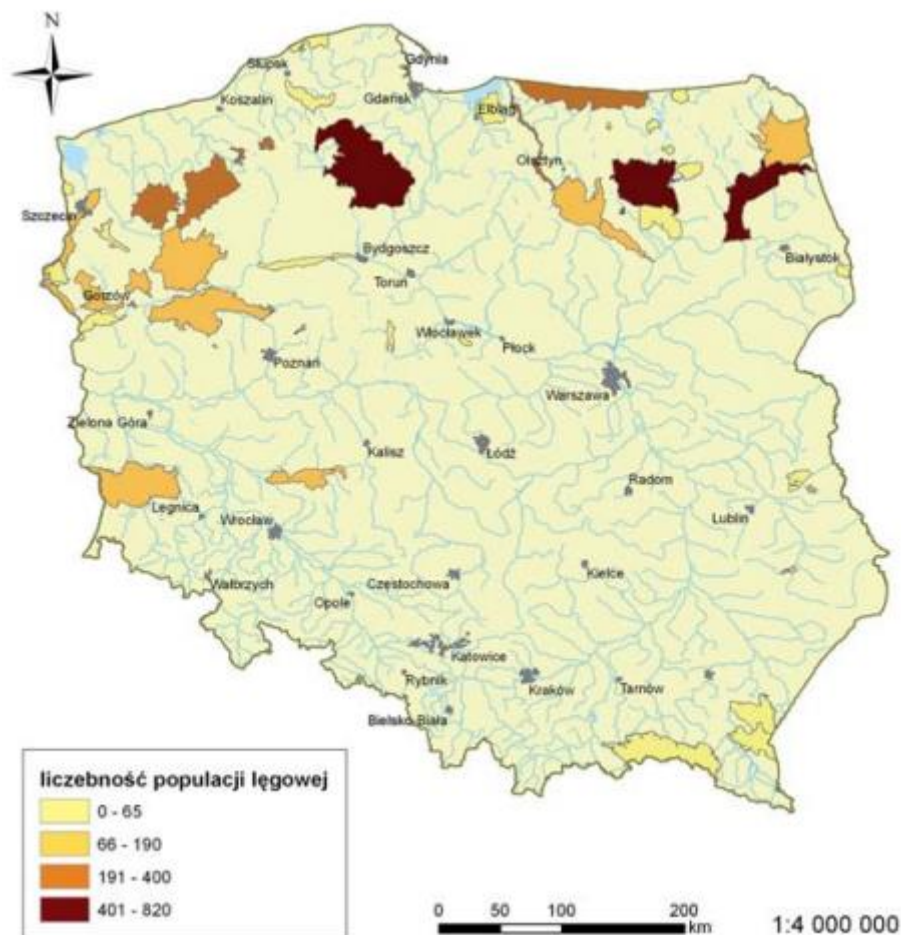 N
Słupsk
Gdynia
Koszalin
Gdańsk
Elbląg
Olsztyn
Szczecin
Bydgoszcz
Białystok
Toruń
Gorzów
Włocławek
Płock
Poznań
Warszawa
Zielona Góra
Kalisz
Łódź
Radom
Legnica
Lublin
Wrocław
Kielce
Wałbrzych
Częstochowa
Opole
Katowice
Rybnik
Kraków
Tarnów
Bielsko Biała
liczebność populacji lęgowej
0 - 65
66 - 190
191 - 400
401 - 820
0 50 100 200
km
1:4 000 000